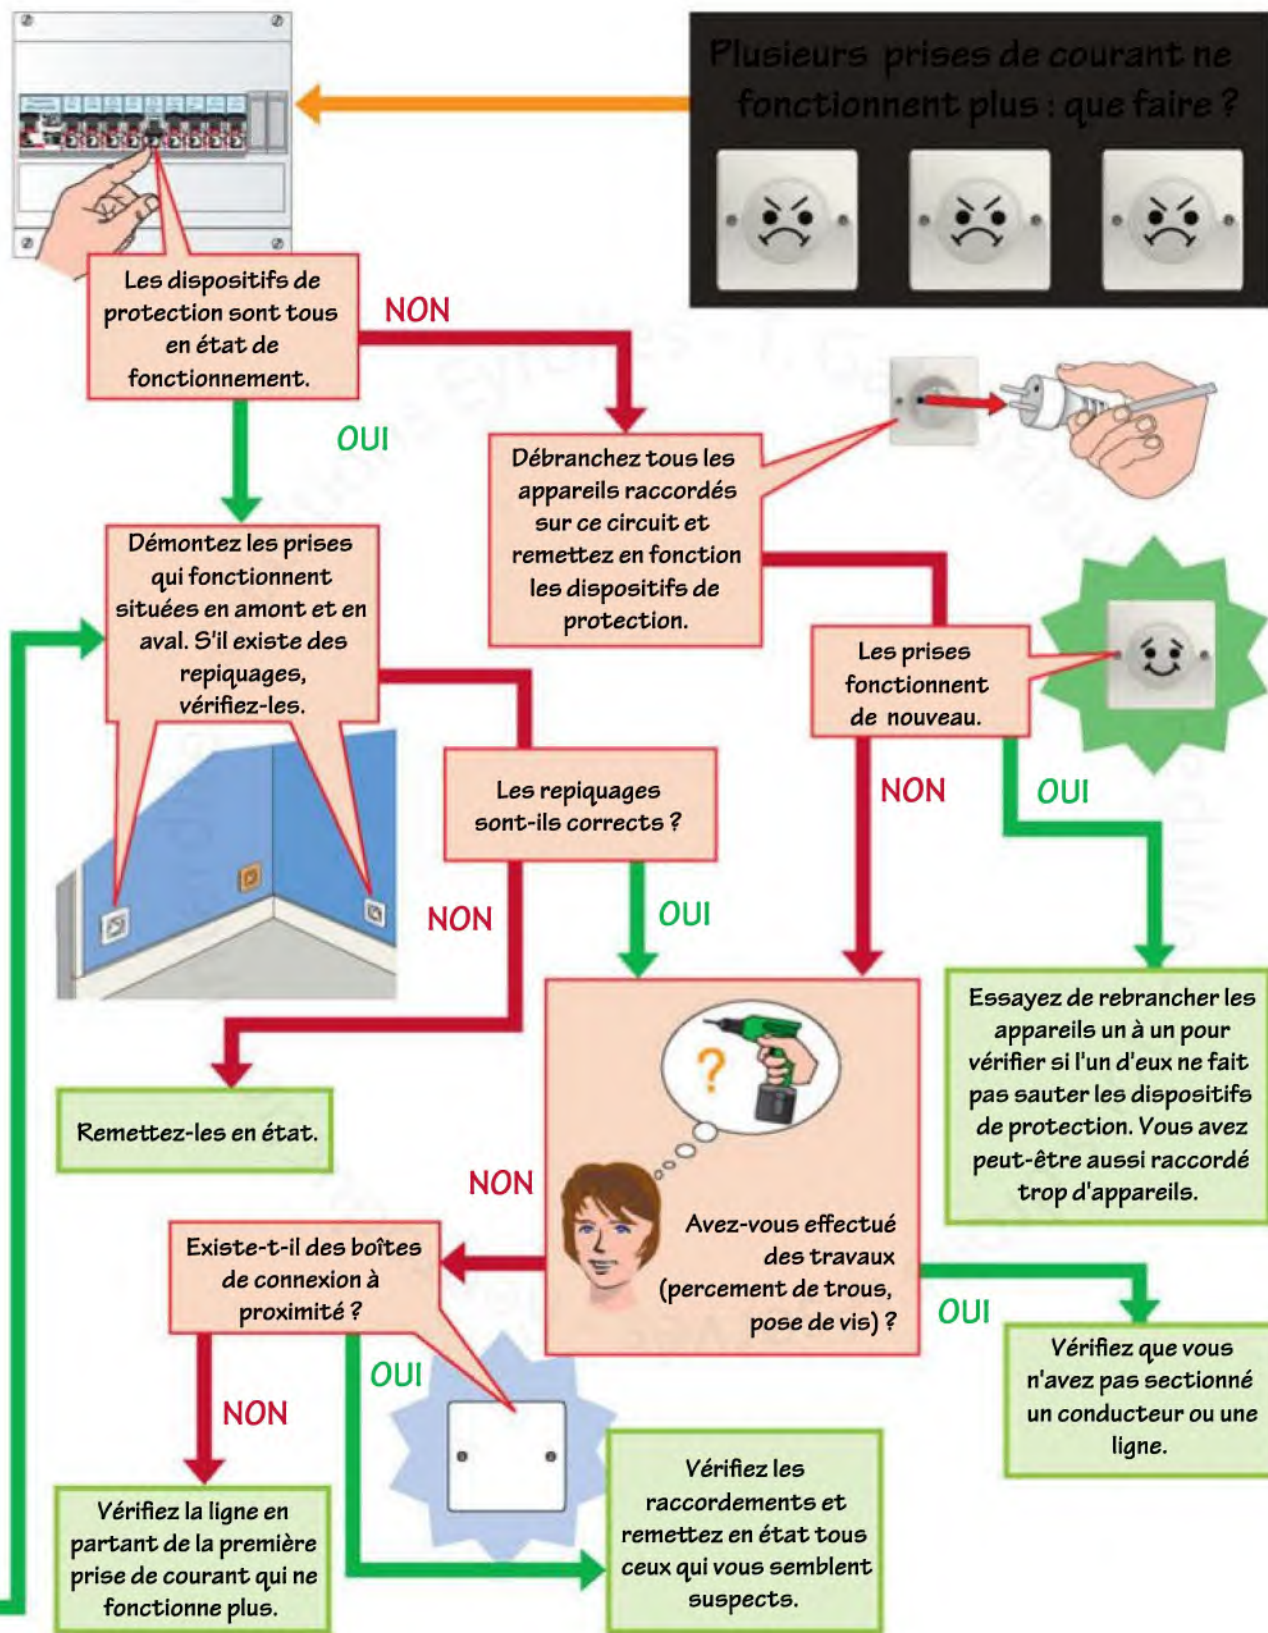 Plusieurs prises de courant ne
fonctionnent plus : que faire ?
Les dispositifs de
protection sont tous
en état de
fonctionnement.
NON
OUI
Débranchez tous les
appareils raccordés
sur ce circuit et
remettez en fonction
les dispositifs de
protection.
Démontez les prises
qui fonctionnent
situées en amont et en
aval. S'il existe des
repiquages,
vérifiez-les.
Les prises
fonctionnent
de nouveau.
NON
OUI
Les repiquages
sont-ils corrects ?
NON
OUI
Essayez de rebrancher les
appareils un à un pour
vérifier si l'un d'eux ne fait
pas sauter les dispositifs
de protection. Vous avez
peut-être aussi raccordé
trop d'appareils.
Remettez-les en état.
?
Avez-vous effectué
des travaux
(percement de trous,
pose de vis) ?
NON
OUI
Existe-t-il des boîtes
de connexion à
proximité ?
NON
OUI
Vérifiez que vous
n'avez pas sectionné
un conducteur ou une
ligne.
Vérifiez la ligne en
partant de la première
prise de courant qui ne
fonctionne plus.
Vérifiez les
raccordements et
remettez en état tous
ceux qui vous semblent
suspects.